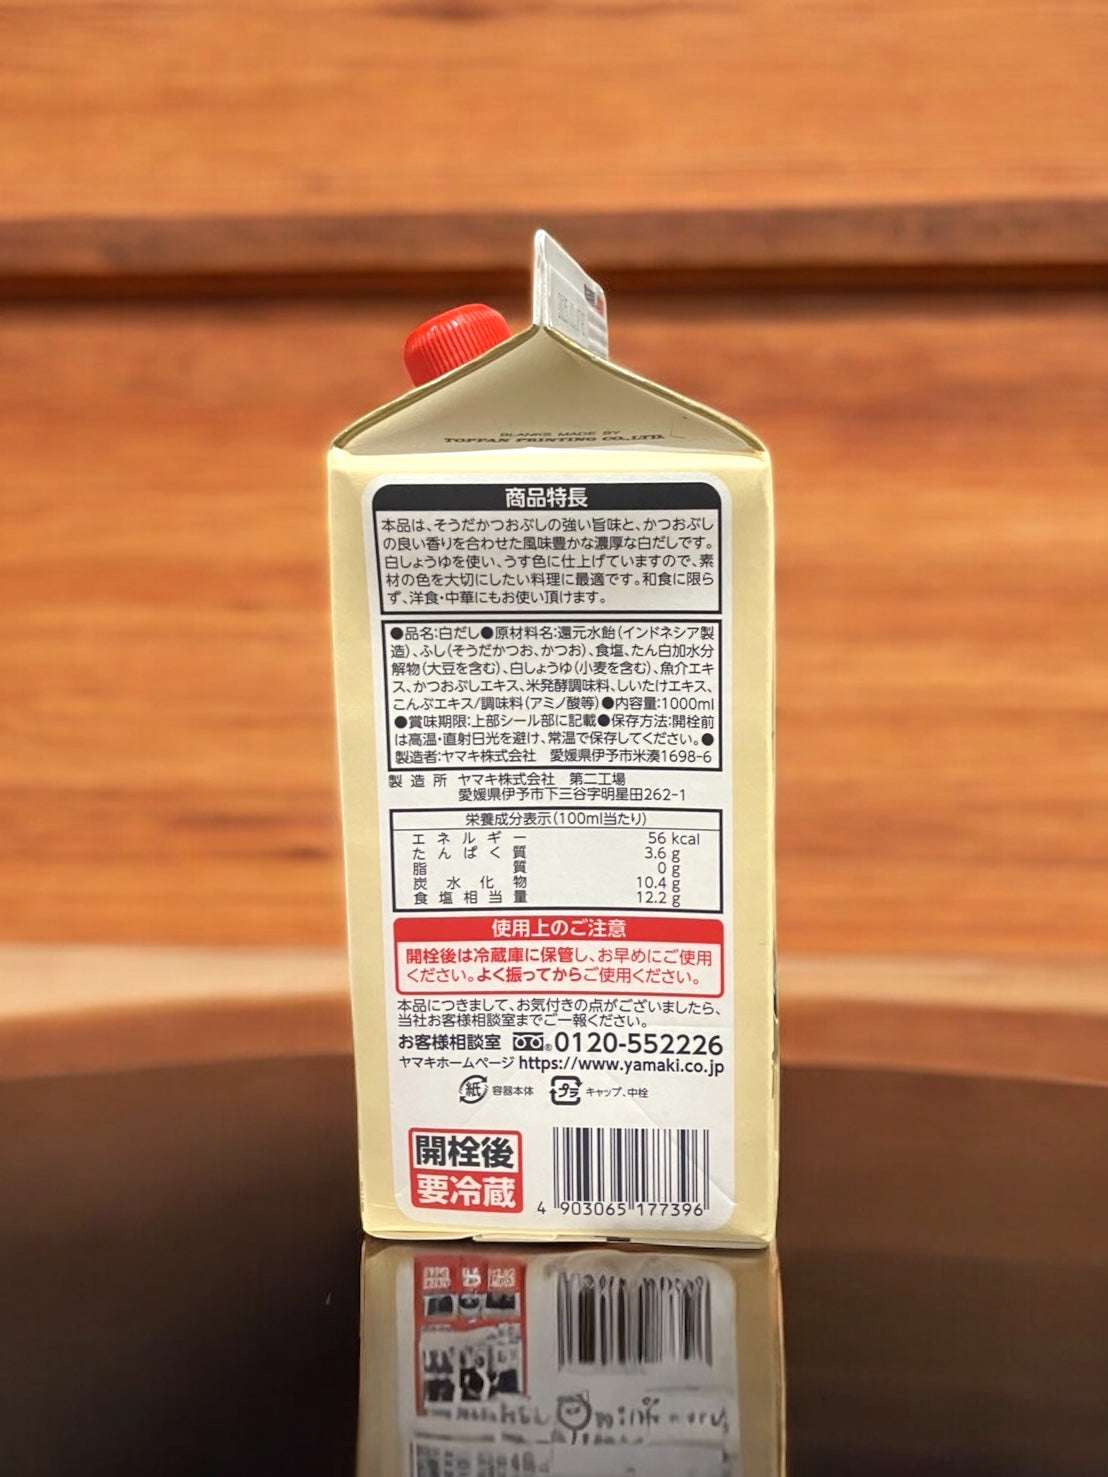 BLANKS MADE BY
TOPPAN PRINTING CO.,LTD.
商品特長
本品は、そうだかつおぶしの強い旨味と、かつおぶし
の良い香りを合わせた風味豊かな濃厚な白だしです。
白しょうゆを使い、うす色に仕上げていますので、素
材の色を大切にしたい料理に最適です。和食に限ら
ず、洋食・中華にもお使い頂けます。
●品名:白だし●原材料名:還元水飴(インドネシア製
造)、ふし(そうだかつお、かつお)、食塩、たん白加水分
解物(大豆を含む)、白しょうゆ(小麦を含む)、魚介エキ
ス、かつおぶしエキス、米発酵調味料、しいたけエキス、
こんぶエキス/調味料(アミノ酸等)●内容量:1000ml
●賞味期限:上部シール部に記載●保存方法:開栓前
は高温・直射日光を避け、常温で保存してください。●
製造者:ヤマキ株式会社 愛媛県伊予市米湊1698-6
製造所 ヤマキ株式会社 第二工場
愛媛県伊予市下三谷字明星田262-1
栄養成分表示(100ml当たり)
エネルギー 56 kcal
たんぱく質 3.6 g
脂質 0 g
炭水化物 10.4 g
食塩相当量 12.2 g
使用上のご注意
開栓後は冷蔵庫に保管し、お早めにご使用
ください。よく振ってからご使用ください。
本品につきまして、お気付きの点がございましたら、
当社お客様相談室までご一報ください。
お客様相談室 ® 0120-552226
ヤマキホームページ https://www.yamaki.co.jp
紙 容器本体 プラ キャップ、中栓
開栓後
要冷蔵
4 903065 177396